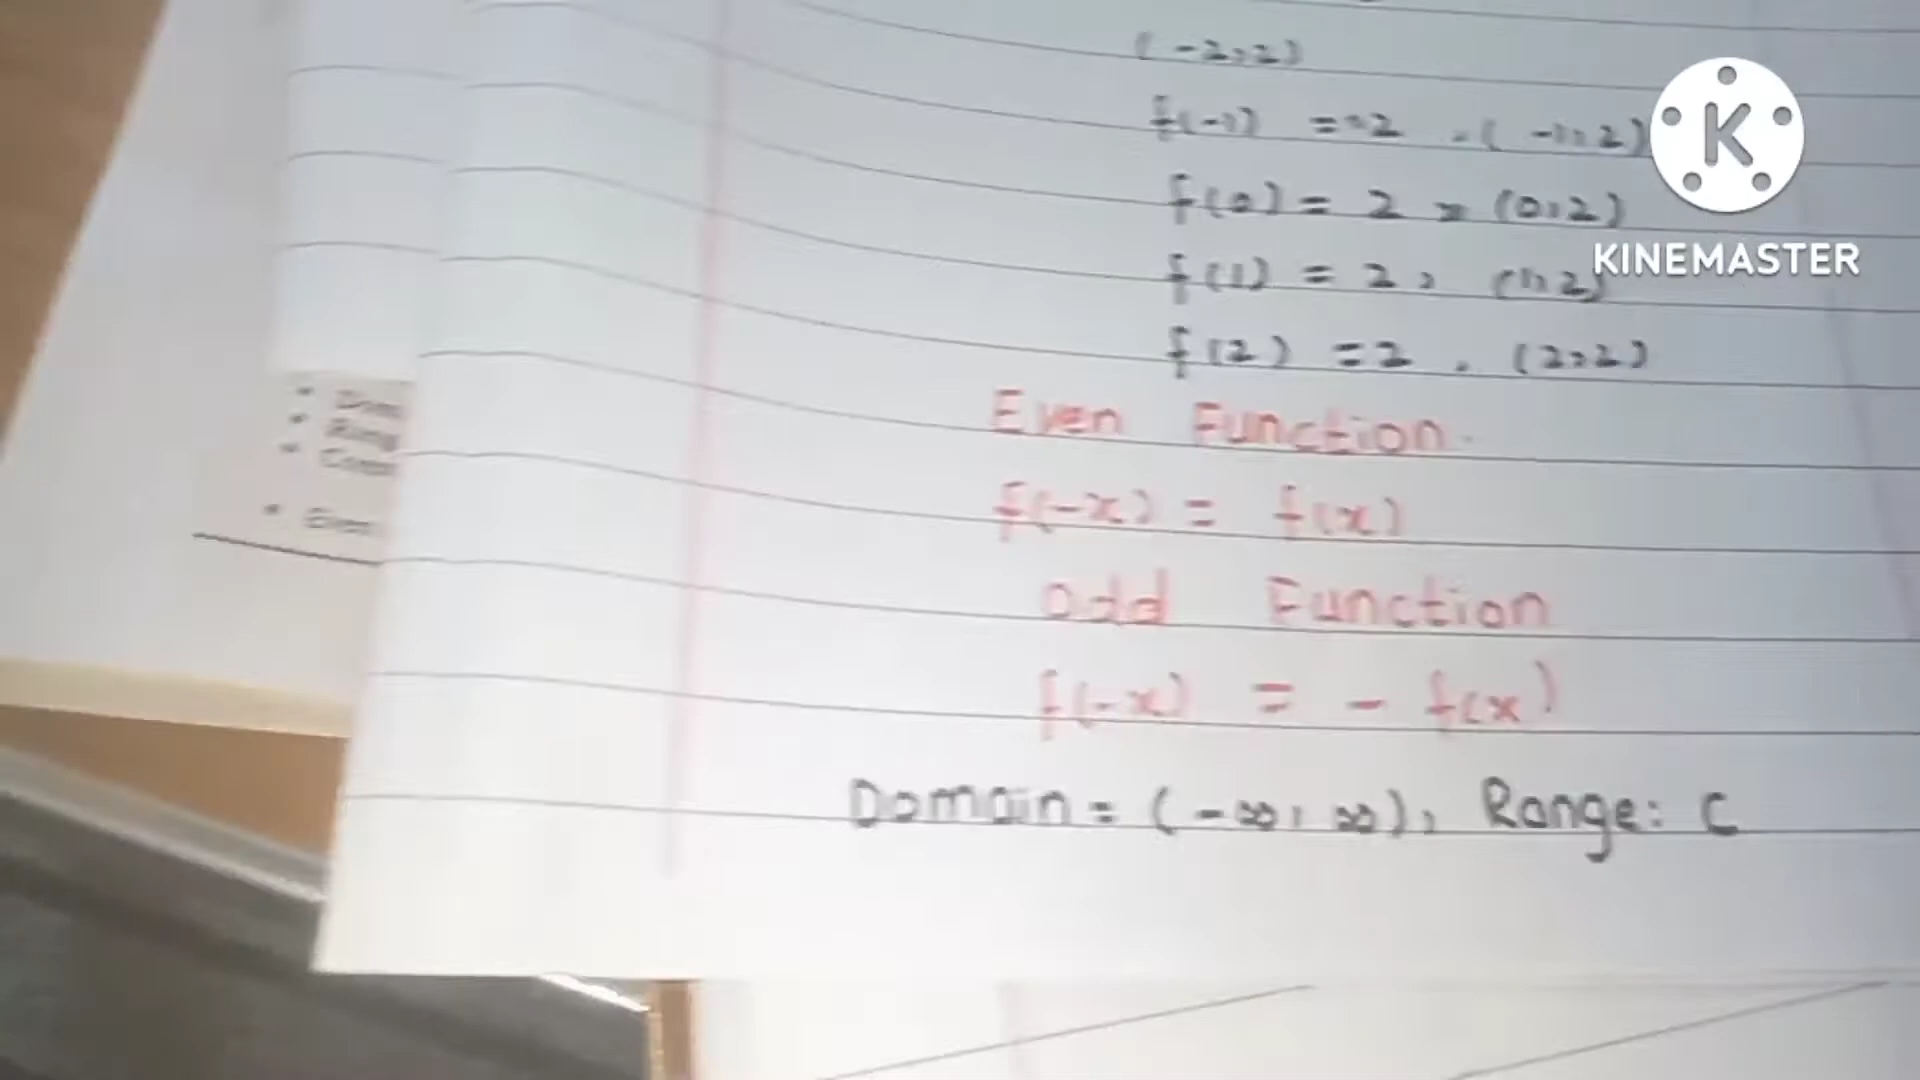 (-2,2)
f(-1) = 2 , (-1,2)
f(0) = 2 , (0,2)
f(1) = 2 , (1,2)
f(2) = 2 , (2,2)
Even Function.
f(-x) = f(x)
Odd Function
f(-x) = - f(x)
Domain = (-∞, ∞), Range: C
Even
K
KINEMASTER